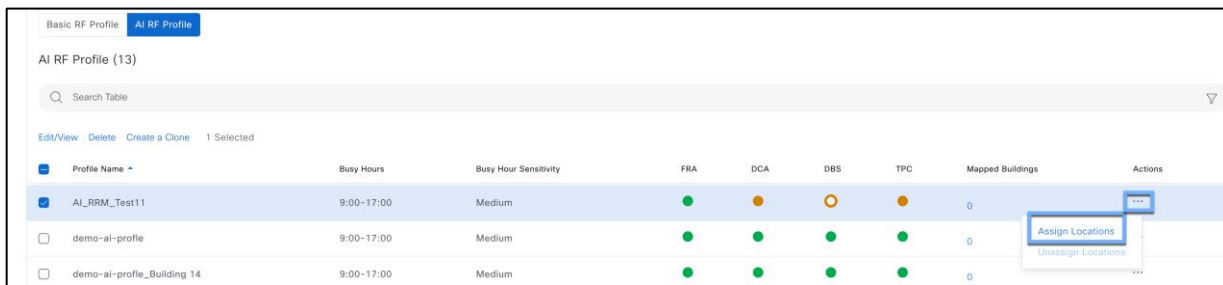 Basic RF Profile AI RF Profile
AI RF Profile (13)
Search Table
Edit/View Delete Create a Clone 1 Selected
Profile Name Busy Hours Busy Hour Sensitivity FRA DCA DBS TPC Mapped Buildings Actions
AI_RRM_Test11 9:00-17:00 Medium 0 ...
Assign Locations
demo-ai-profle 9:00-17:00 Medium 0
Unassign Locations
demo-ai-profle_Building 14 9:00-17:00 Medium 0 ...